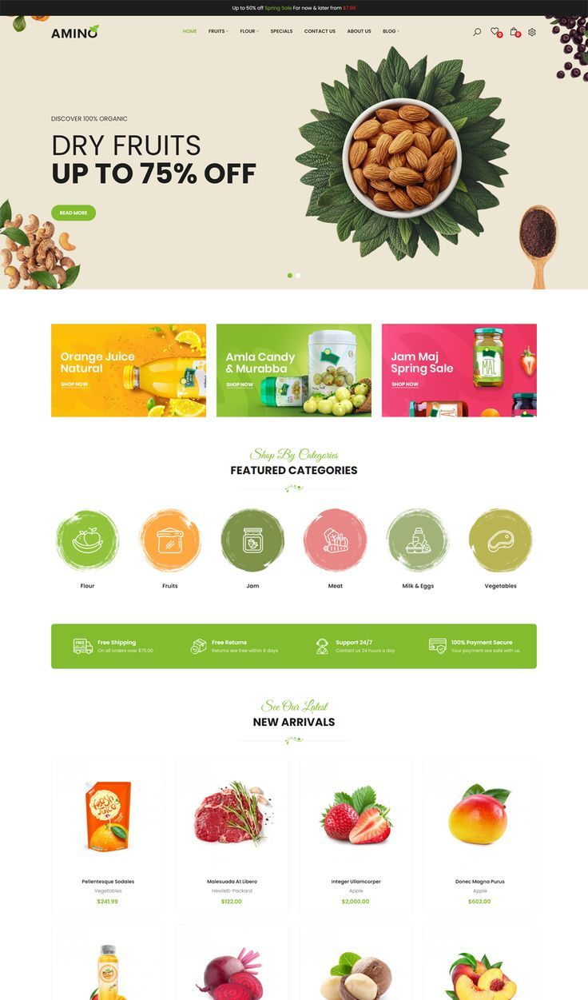 Up to 50% off Spring Sale For now & later from $7.99
AMINO
HOME FRUITS FLOUR SPECIALS CONTACT US ABOUT US BLOG
0 0
DISCOVER 100% ORGANIC
DRY FRUITS
UP TO 75% OFF
READ MORE
Orange Juice
Natural
SHOP NOW
Amla Candy
& Murabba
SHOP NOW
Jam Maj
Spring Sale
SHOP NOW
Shop By Categories
FEATURED CATEGORIES
Flour Fruits Jam Meat Milk & Eggs Vegetables
FREE
Free Shipping
On all orders over $75.00
Free Returns
Returns are free within 9 days
Support 24/7
Contact us 24 hours a day
100% Payment Secure
Your payment are safe with us.
See Our Latest
NEW ARRIVALS
fresh
Juice
Pellentesque Sodales
Vegetables
$241.99
Malesuada At Libero
Hewlett-Packard
$122.00
Integer Ullamcorper
Apple
$2,000.00
Donec Magna Purus
Apple
$602.00